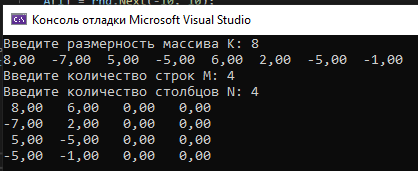 Консоль отладки Microsoft Visual Studio
Введите размерность массива K: 8
8,00  -7,00  5,00  -5,00  6,00  2,00  -5,00  -1,00
Введите количество строк M: 4
Введите количество столбцов N: 4
8,00  6,00  0,00  0,00
-7,00  2,00  0,00  0,00
5,00  -5,00  0,00  0,00
-5,00  -1,00  0,00  0,00